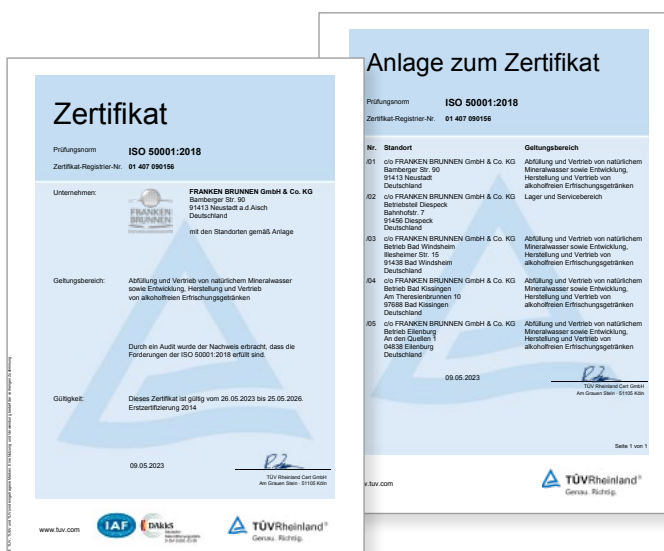 Zertifikat
Prüfungsnorm ISO 50001:2018
Zertifikat-Registrier-Nr. 01 407 090156
Unternehmen:
FRANKEN
BRUNNEN
FRANKEN BRUNNEN GmbH & Co. KG
Bamberger Str. 90
91413 Neustadt a.d.Aisch
Deutschland
mit den Standorten gemäß Anlage
Geltungsbereich: Abfüllung und Vertrieb von natürlichem Mineralwasser
sowie Entwicklung, Herstellung und Vertrieb
von alkoholfreien Erfrischungsgetränken
Durch ein Audit wurde der Nachweis erbracht, dass die
Forderungen der ISO 50001:2018 erfüllt sind.
Gültigkeit: Dieses Zertifikat ist gültig vom 26.05.2023 bis 25.05.2026.
Erstzertifizierung 2014
09.05.2023
TÜV Rheinland Cert GmbH
Am Grauen Stein · 51105 Köln
www.tuv.com
IAF
DAkkS
TÜVRheinland®
Genau. Richtig.
Anlage zum Zertifikat
Prüfungsnorm ISO 50001:2018
Zertifikat-Registrier-Nr. 01 407 090156
Nr. Standort Geltungsbereich
/01 c/o FRANKEN BRUNNEN GmbH & Co. KG Abfüllung und Vertrieb von natürlichem
Bamberger Str. 90 Mineralwasser sowie Entwicklung,
91413 Neustadt Herstellung und Vertrieb von
Deutschland alkoholfreien Erfrischungsgetränken
/02 c/o FRANKEN BRUNNEN GmbH & Co. KG Lager und Servicebereich
Betriebsteil Diespeck
Bahnhofstr. 7
91456 Diespeck
Deutschland
/03 c/o FRANKEN BRUNNEN GmbH & Co. KG Abfüllung und Vertrieb von natürlichem
Betrieb Bad Windsheim Mineralwasser sowie Entwicklung,
Illesheimer Str. 15 Herstellung und Vertrieb von
91438 Bad Windsheim alkoholfreien Erfrischungsgetränken
Deutschland
/04 c/o FRANKEN BRUNNEN GmbH & Co. KG Abfüllung und Vertrieb von natürlichem
Betrieb Bad Kissingen Mineralwasser sowie Entwicklung,
Am Theresienbrunnen 10 Herstellung und Vertrieb von
97688 Bad Kissingen alkoholfreien Erfrischungsgetränken
Deutschland
/05 c/o FRANKEN BRUNNEN GmbH & Co. KG Abfüllung und Vertrieb von natürlichem
Betrieb Eilenburg Mineralwasser sowie Entwicklung,
An den Quellen 1 Herstellung und Vertrieb von
04838 Eilenburg alkoholfreien Erfrischungsgetränken
Deutschland
09.05.2023
TÜV Rheinland Cert GmbH
Am Grauen Stein · 51105 Köln
Seite 1 von 1
v.tuv.com
TÜVRheinland®
Genau. Richtig.